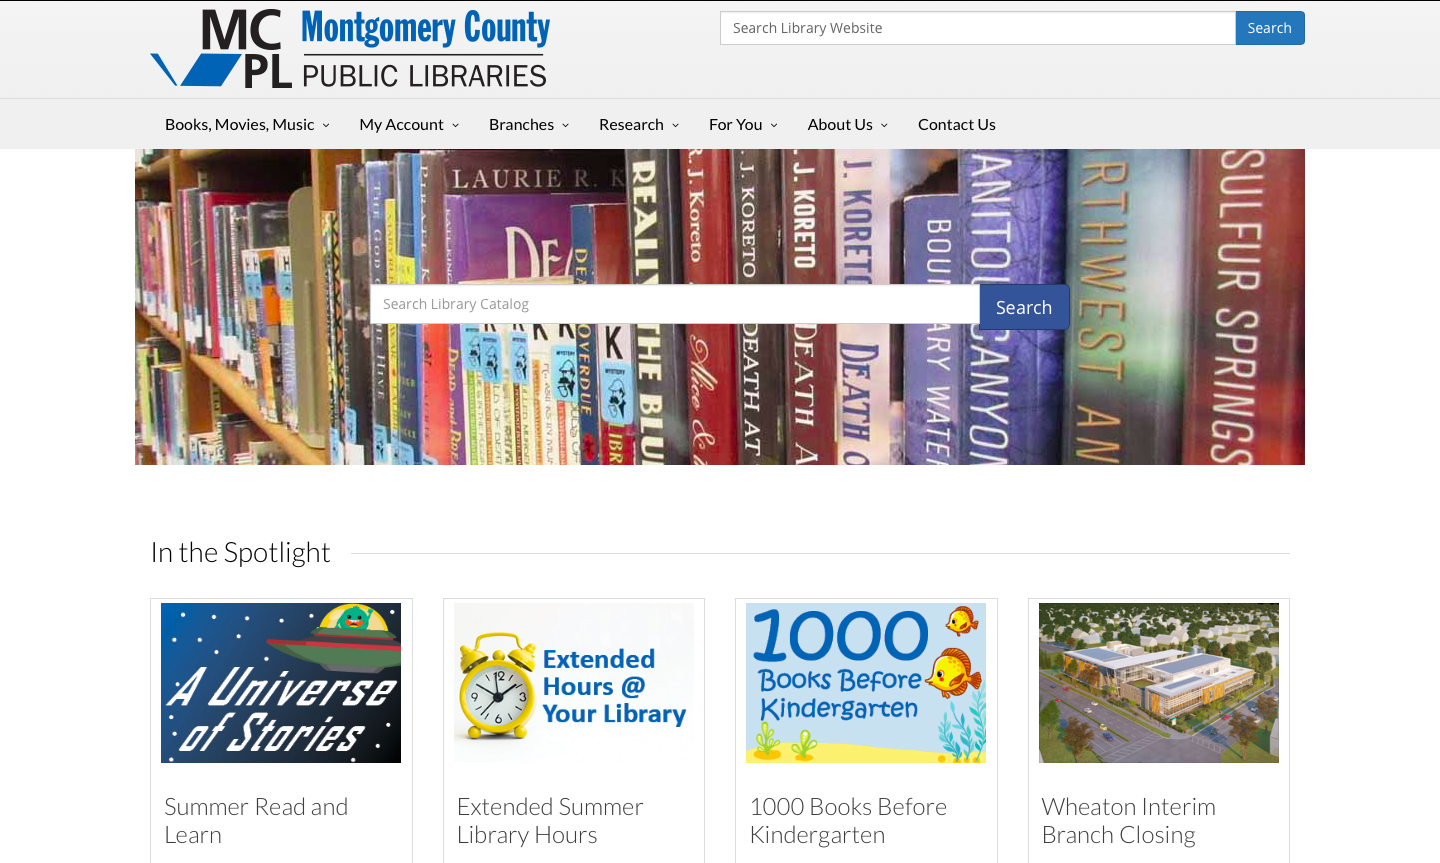 MC
PL
Montgomery County
PUBLIC LIBRARIES
Search Library Website
Search
Books, Movies, Music
My Account
Branches
Research
For You
About Us
Contact Us
LAURIE R. K
REALLY
THE BLU
R.J. Koreto
Alice &
J. KORETO
DEATH AT
J. KORETO
DEATH A
J. KORETO
DEATH
BOUNDARY WATE
ANITOU CANYON
RTHWEST AN
SULFUR SPRINGS
OVERDUE
MYSTERY
Search Library Catalog
Search
In the Spotlight
A Universe
of Stories
Summer Read and
Learn
Extended
Hours @
Your Library
Extended Summer
Library Hours
1000
Books Before
Kindergarten
1000 Books Before
Kindergarten
Wheaton Interim
Branch Closing